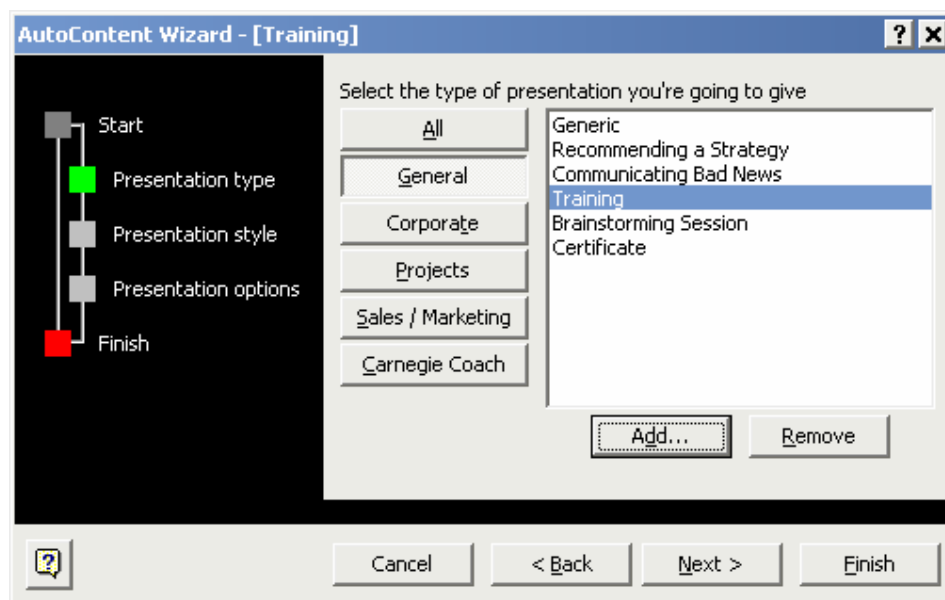 AutoContent Wizard - [Training]
Start
Presentation type
Presentation style
Presentation options
Finish
Select the type of presentation you're going to give
All
General
Corporate
Projects
Sales / Marketing
Carnegie Coach
Generic
Recommending a Strategy
Communicating Bad News
Training
Brainstorming Session
Certificate
Add...
Remove
Cancel
< Back
Next >
Finish